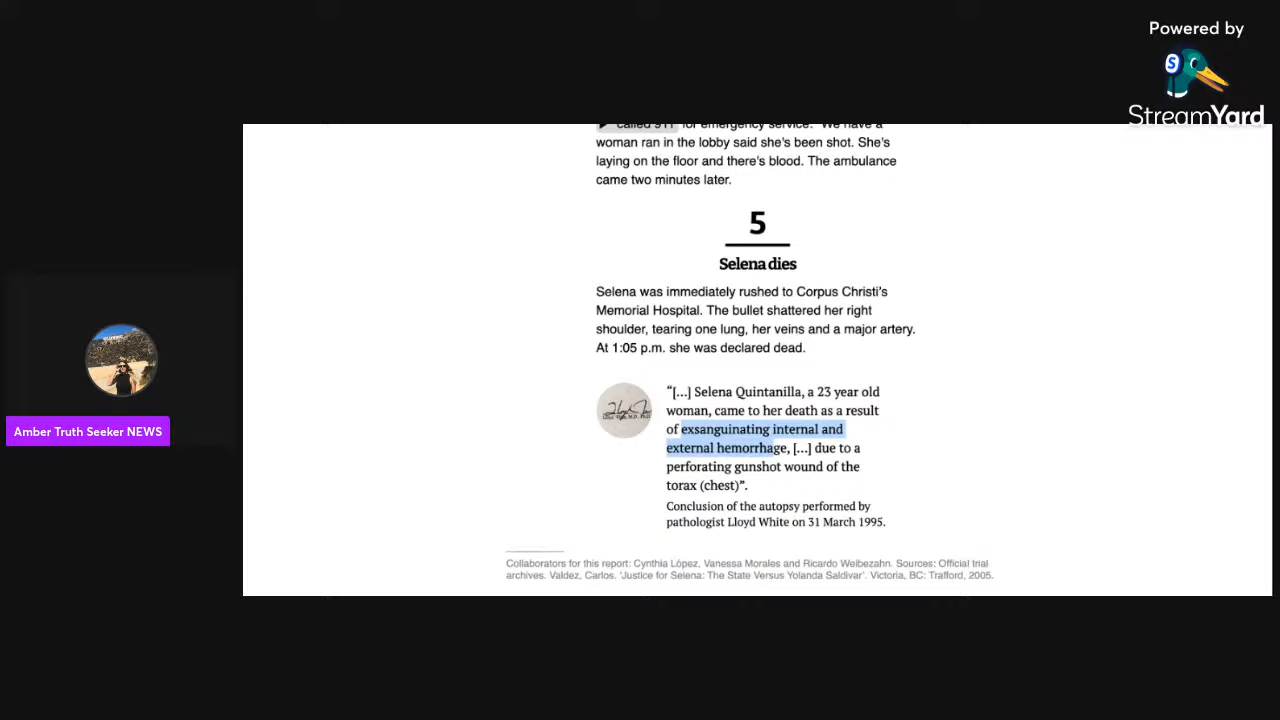 Powered by
S
StreamYard
called 911 for emergency service. "We have a
woman ran in the lobby said she's been shot. She's
laying on the floor and there's blood. The ambulance
came two minutes later.
5
Selena dies
Selena was immediately rushed to Corpus Christi's
Memorial Hospital. The bullet shattered her right
shoulder, tearing one lung, her veins and a major artery.
At 1:05 p.m. she was declared dead.
“[...] Selena Quintanilla, a 23 year old
woman, came to her death as a result
of exsanguinating internal and
external hemorrhage, [...] due to a
perforating gunshot wound of the
torax (chest)”.
Conclusion of the autopsy performed by
pathologist Lloyd White on 31 March 1995.
Collaborators for this report: Cynthia López, Vanessa Morales and Ricardo Weibezahn. Sources: Official trial
archives. Valdez, Carlos. 'Justice for Selena: The State Versus Yolanda Saldivar'. Victoria, BC: Trafford, 2005.
Amber Truth Seeker NEWS